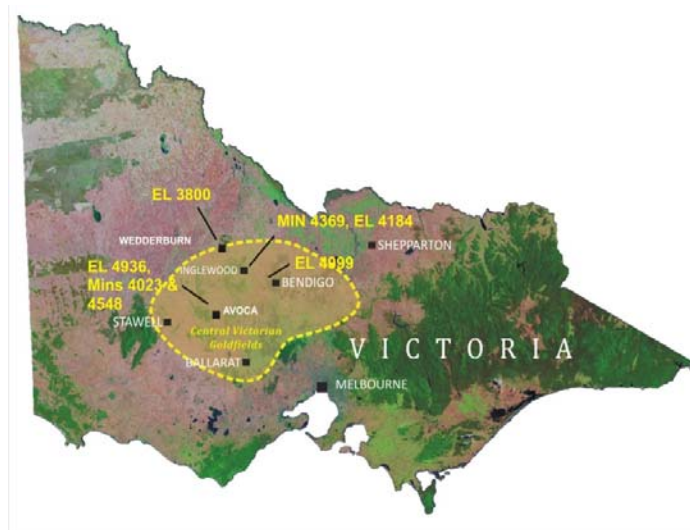 EL 3800
MIN 4369, EL 4184
WEDDERBURN
SHEPPARTON
EL 4936,
Mins 4023 &
4548
INGLEWOOD
EL 4999
BENDIGO
AVOCA
STAWELL
Central Victorian
Goldfields
VICTORIA
BALLARAT
MELBOURNE